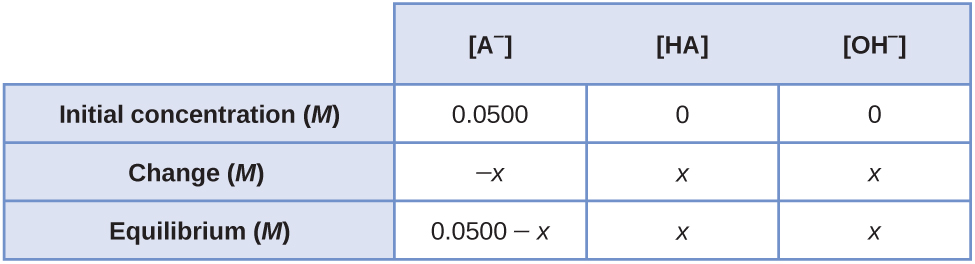 [A⁻] [HA] [OH⁻]
Initial concentration (M) 0.0500 0 0
Change (M) −x x x
Equilibrium (M) 0.0500 − x x x